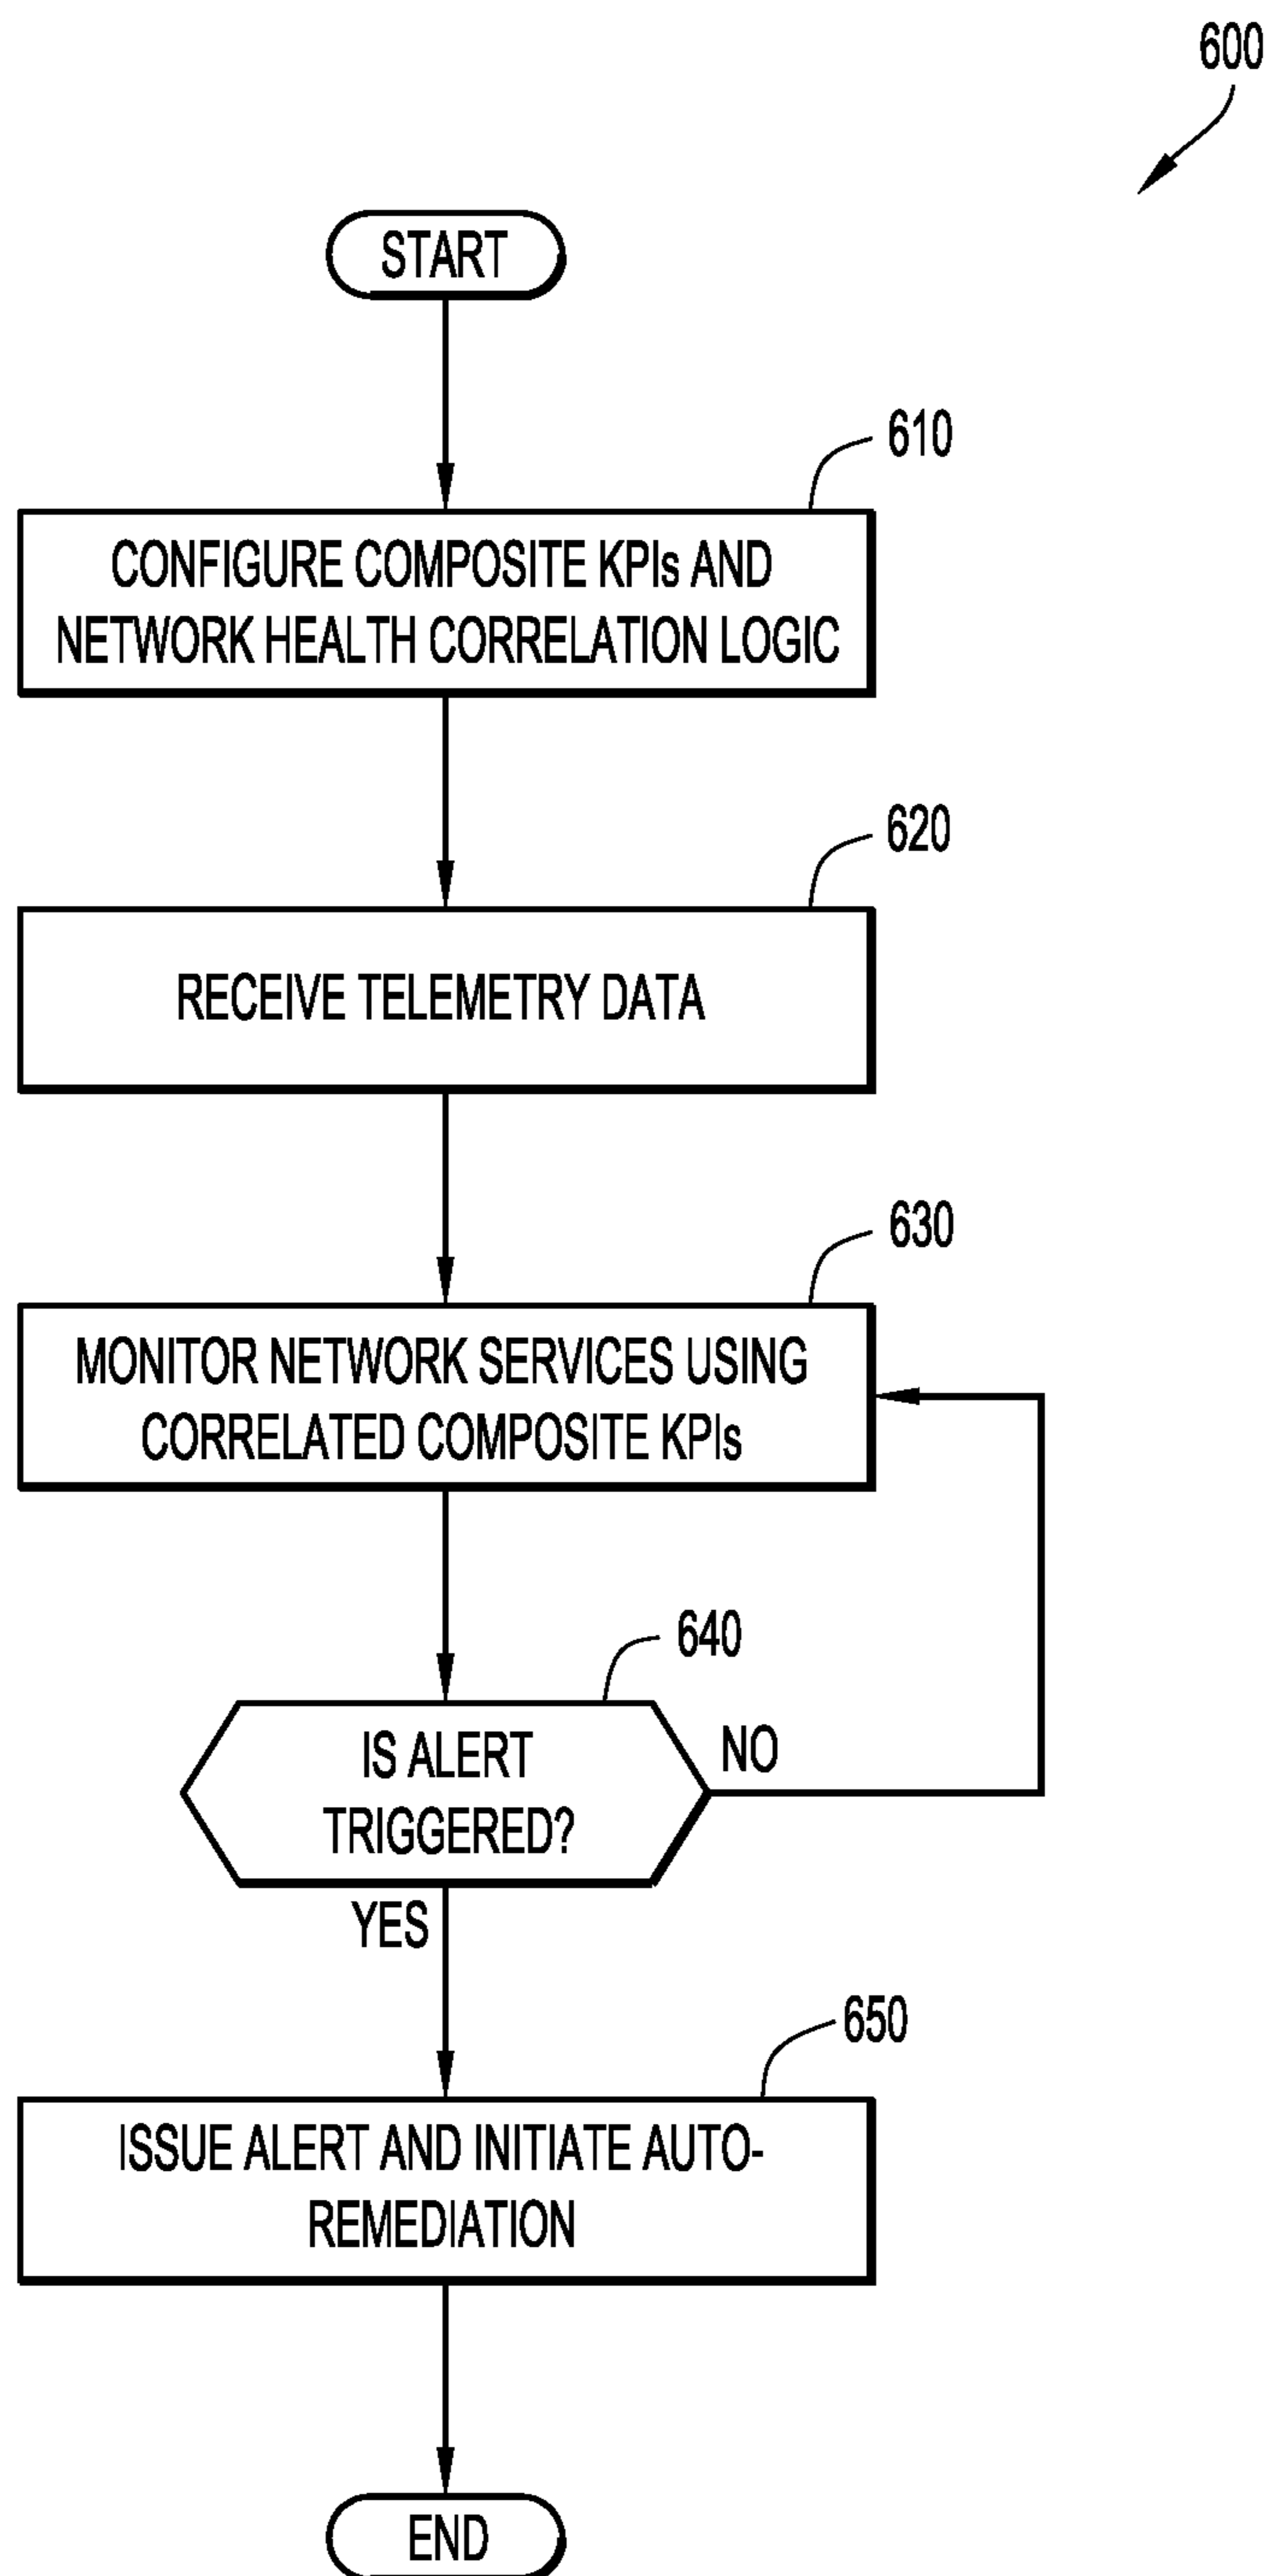 600
START
610
CONFIGURE COMPOSITE KPIs AND
NETWORK HEALTH CORRELATION LOGIC
620
RECEIVE TELEMETRY DATA
630
MONITOR NETWORK SERVICES USING
CORRELATED COMPOSITE KPIs
640
IS ALERT
TRIGGERED?
NO
YES
650
ISSUE ALERT AND INITIATE AUTO-
REMEDIATION
END